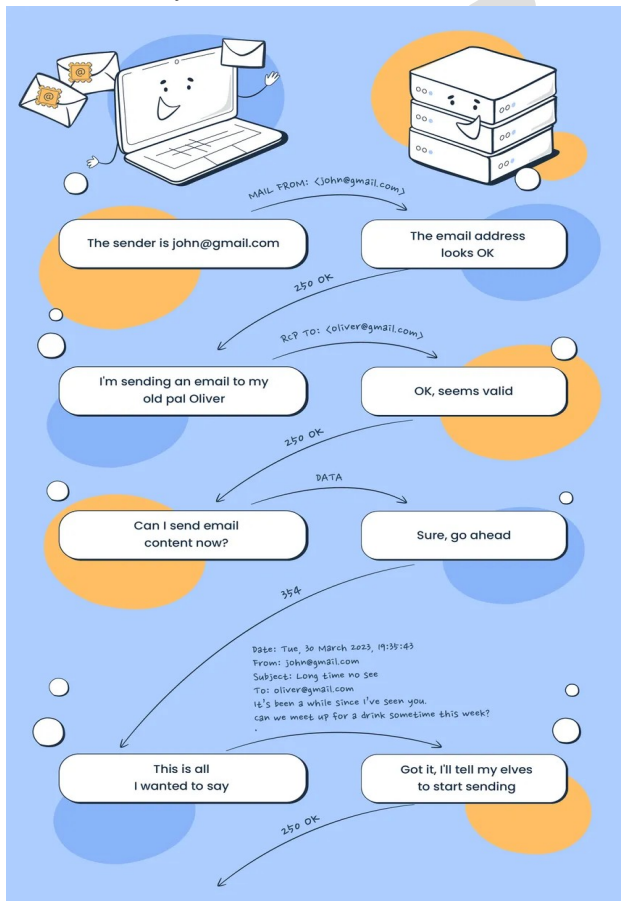 @
@
MAIL FROM: <john@gmail.com>
The sender is john@gmail.com
The email address
looks OK
250 OK
RCP TO: <oliver@gmail.com>
I'm sending an email to my
old pal Oliver
OK, seems valid
250 OK
DATA
Can I send email
content now?
Sure, go ahead
354
Date: Tue, 30 March 2023, 19:35:43
From: john@gmail.com
Subject: Long time no see
To: oliver@gmail.com
It's been a while since I've seen you.
can we meet up for a drink sometime this week?
.
This is all
I wanted to say
Got it, I'll tell my elves
to start sending
250 OK